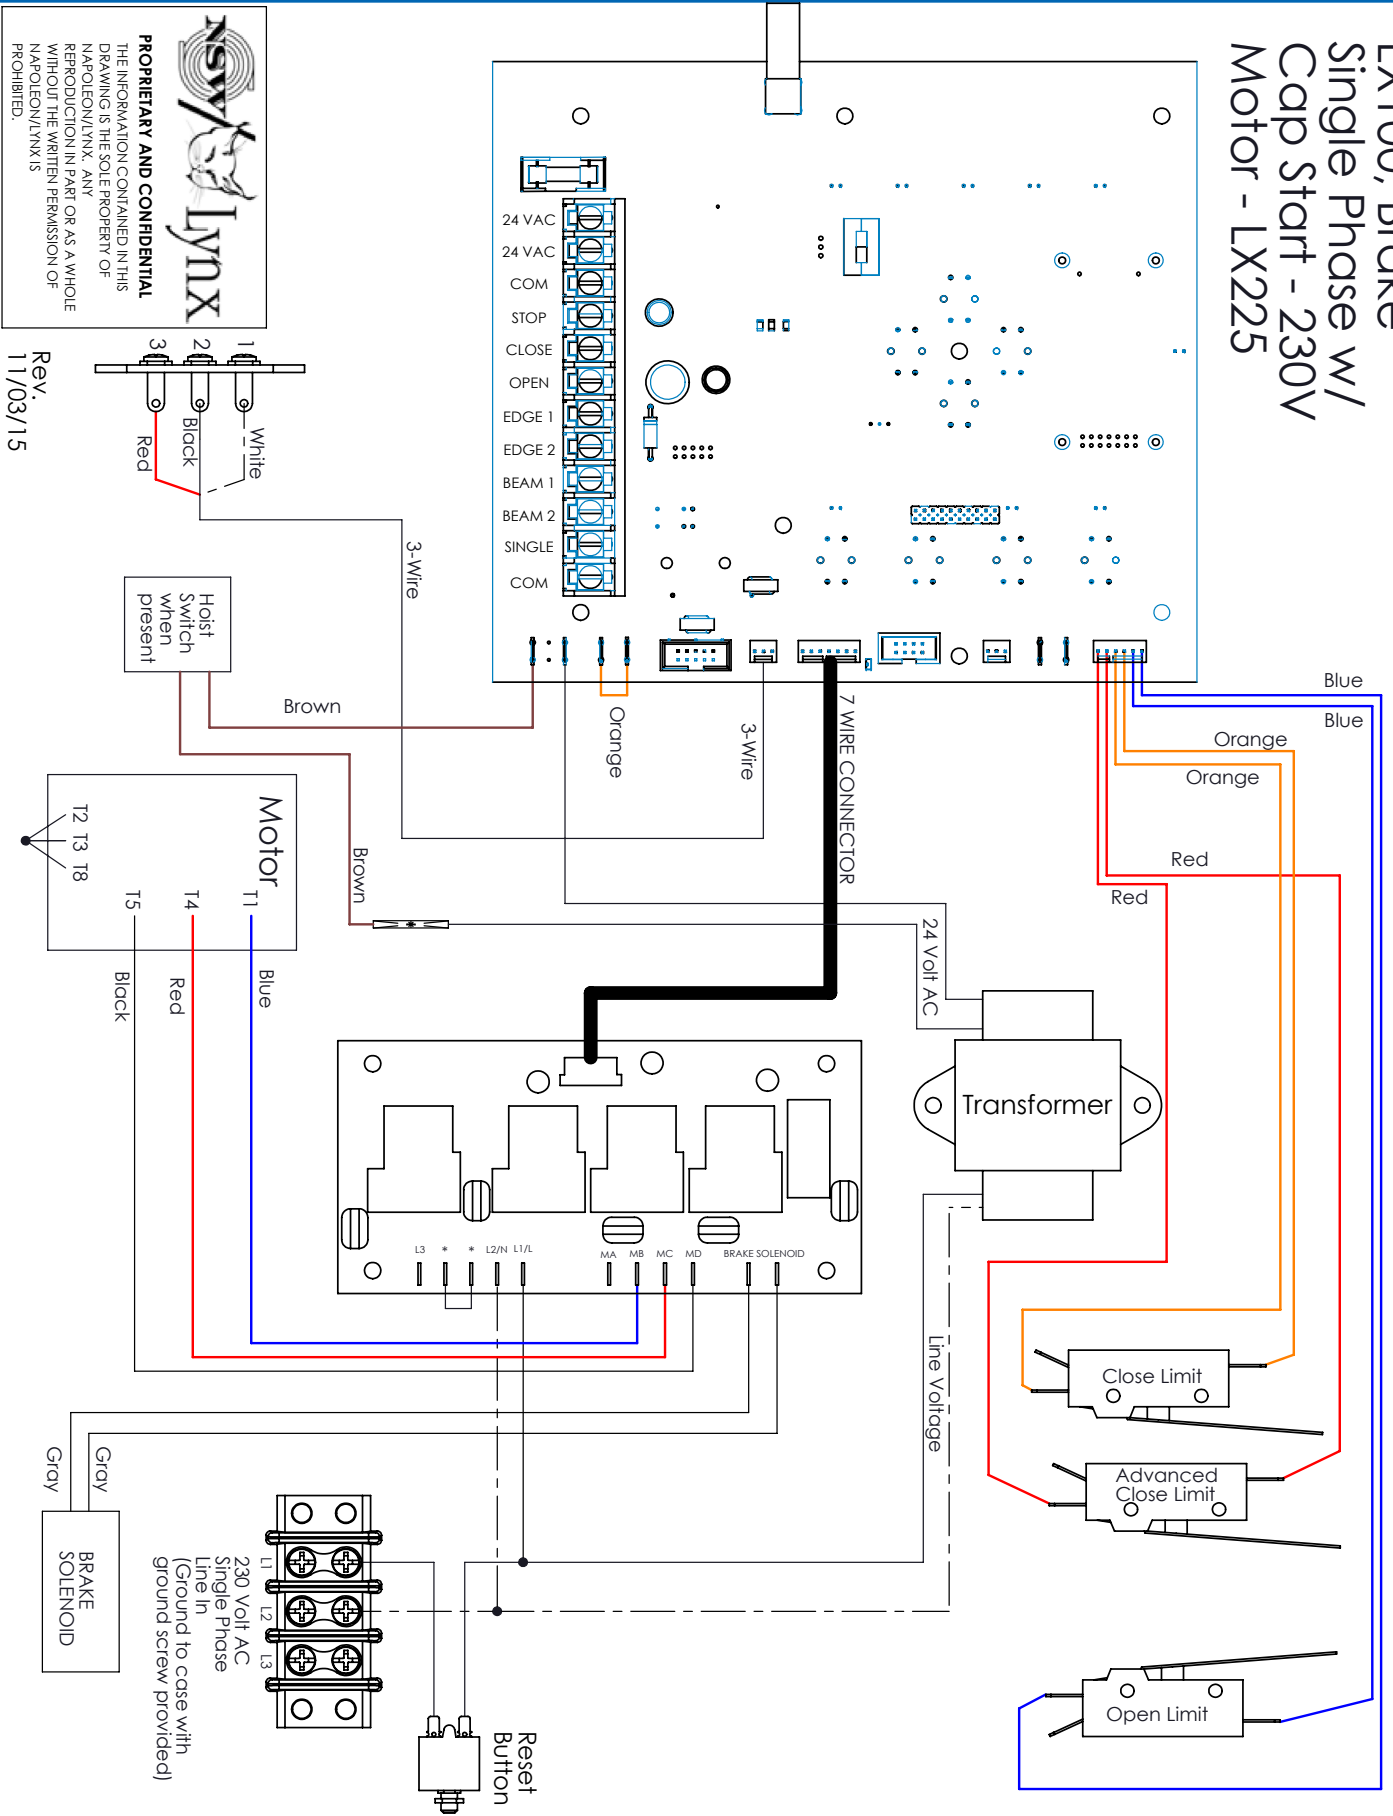 Single Phase w/
Cap Start - 230V
Motor - LX225
NSW
Lynx
PROPRIETARY AND CONFIDENTIAL
THE INFORMATION CONTAINED IN THIS
DRAWING IS THE SOLE PROPERTY OF
NAPOLEON/LYNX. ANY
REPRODUCTION IN PART OR AS A WHOLE
WITHOUT THE WRITTEN PERMISSION OF
NAPOLEON/LYNX IS
PROHIBITED.
Rev.
11/03/15
1
2
3
White
Black
Red
24 VAC
24 VAC
COM
STOP
CLOSE
OPEN
EDGE 1
EDGE 2
BEAM 1
BEAM 2
SINGLE
COM
3-Wire
Hoist
Switch
when
present
Brown
Orange
3-Wire
7 WIRE CONNECTOR
Blue
Blue
Orange
Orange
Red
Red
Motor
T2
T3
T8
T1
T4
T5
Brown
Blue
Red
Black
24 Volt AC
Transformer
L3
*
*
L2/N
L1/L
MA
MB
MC
MD
BRAKE SOLENOID
Line Voltage
Close Limit
Advanced
Close Limit
Open Limit
Gray
Gray
BRAKE
SOLENOID
L1
L2
L3
230 Volt AC
Single Phase
Line In
(Ground to case with
ground screw provided)
Reset
Button